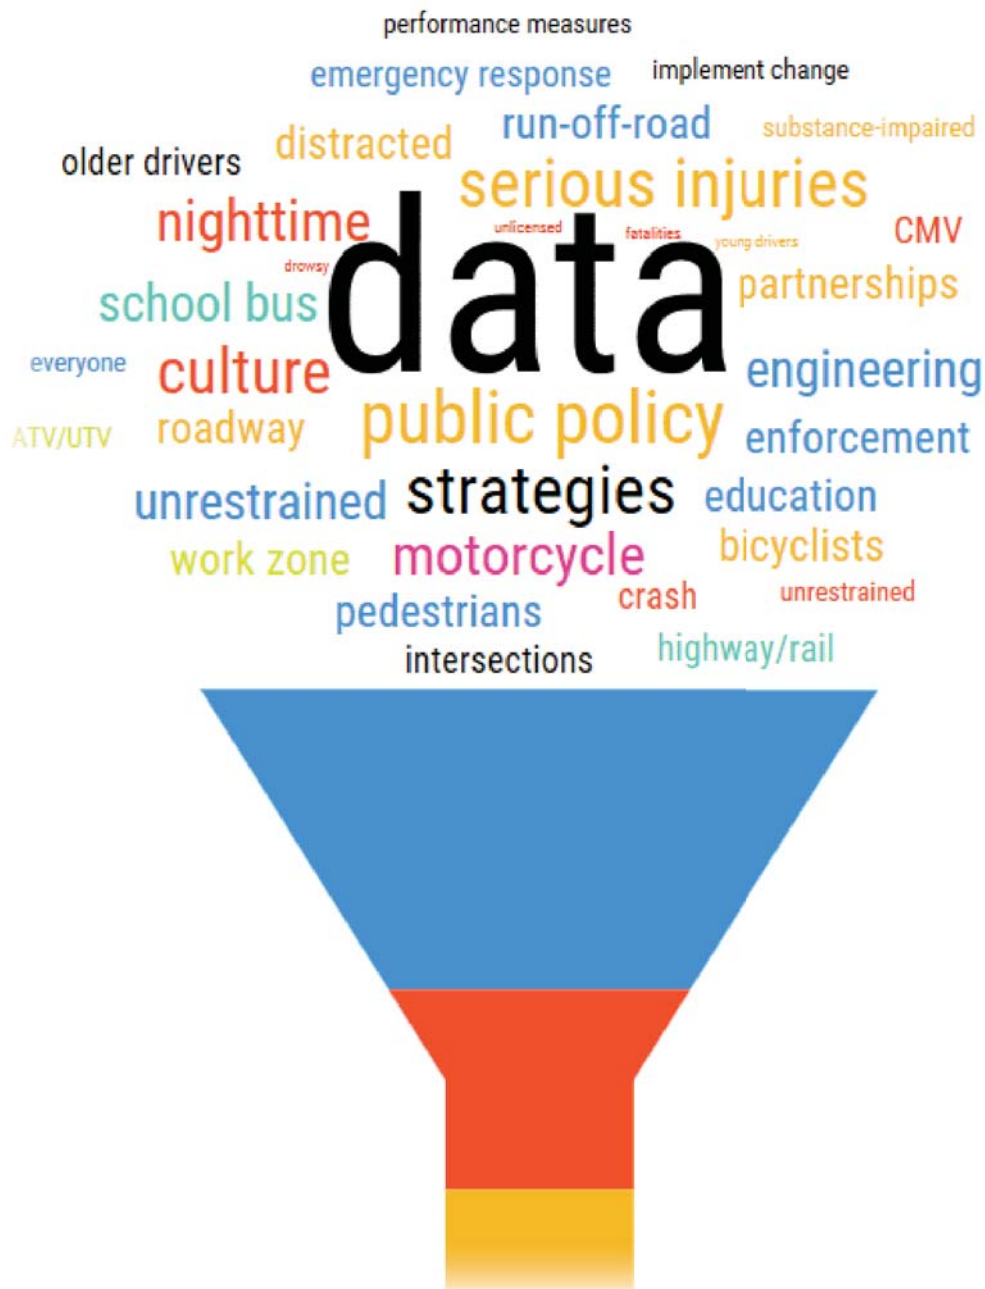 performance measures
emergency response
implement change
run-off-road
substance-impaired
distracted
older drivers
serious injuries
nighttime
unlicensed
fatalities
young drivers
CMV
drowsy
data
partnerships
school bus
everyone
culture
engineering
ATV/UTV
roadway
public policy
enforcement
unrestrained
strategies
education
work zone
motorcycle
bicyclists
pedestrians
crash
unrestrained
intersections
highway/rail